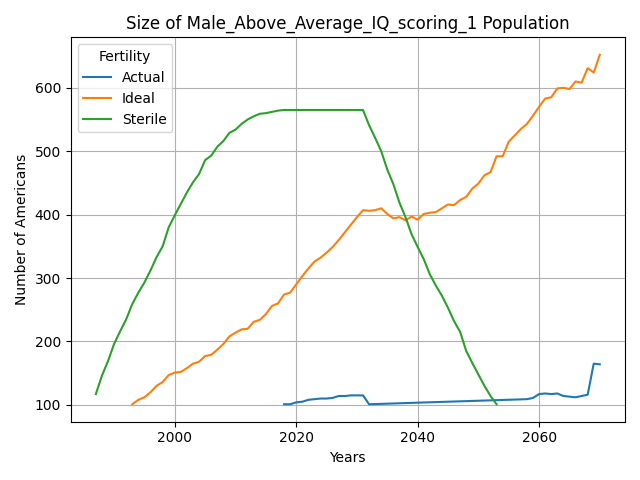 Size of Male_Above_Average_IQ_scoring_1 Population
Fertility
Actual
Ideal
Sterile
Number of Americans
600
500
400
300
200
100
2000
2020
2040
2060
Years